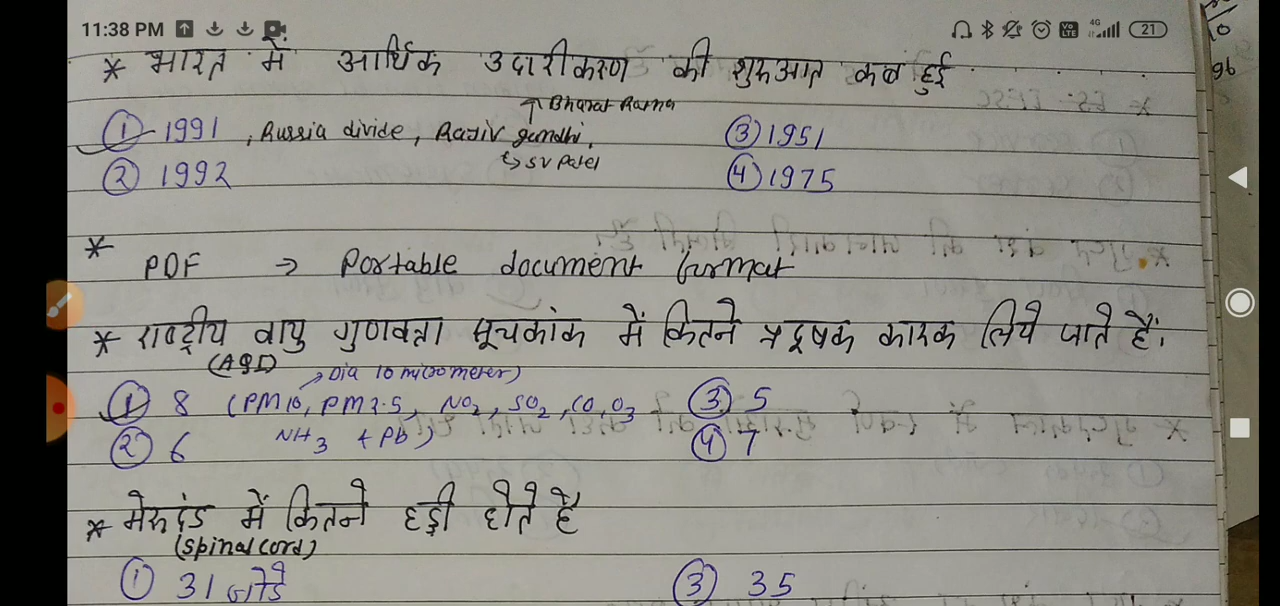 11:38 PM
4G 21
* भारत में आर्थिक उदारीकरण की शुरुआत कब हुई
↑ Bharat Ratna
① 1991 , Russia divide, Rajiv gandhi, ③ 1951
↳ SV Patel
② 1992 ④ 1975
* PDF → Portable document format
* राष्ट्रीय वायु गुणवत्ता सूचकांक में कितने प्रदूषक कारक लिये जाते हैं।
(AQI) → Dia 10 micrometer)
① 8 (PM10, PM2.5, NO2, SO2, CO, O3 ③ 5
② 6 NH3 + Pb) ④ 7
* मेरुदंड में कितने हड्डी होते है
(spinal cord)
① 31 जोड़े ③ 35